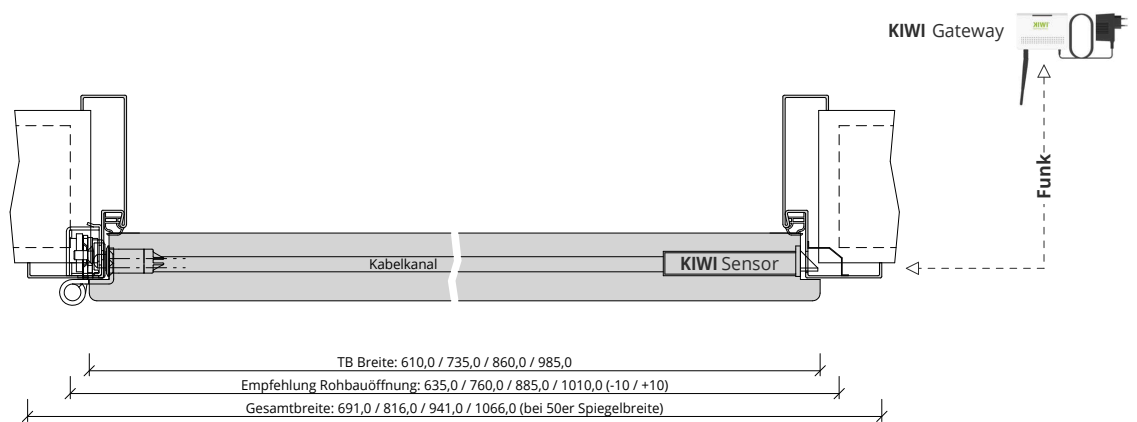 KIWI Gateway
KIWI
Funk
Kabelkanal
KIWI Sensor
TB Breite: 610,0 / 735,0 / 860,0 / 985,0
Empfehlung Rohbauöffnung: 635,0 / 760,0 / 885,0 / 1010,0 (-10 / +10)
Gesamtbreite: 691,0 / 816,0 / 941,0 / 1066,0 (bei 50er Spiegelbreite)